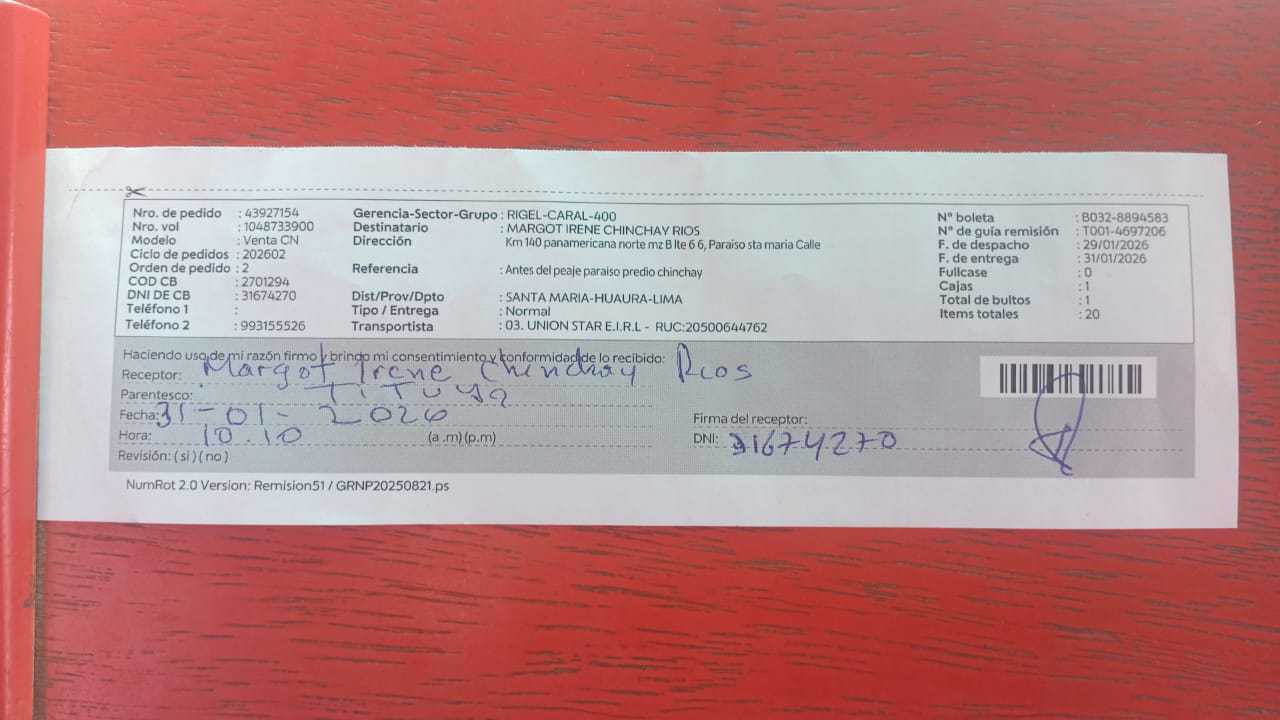 Nro. de pedido : 43927154
Nro. vol : 1048733900
Modelo : Venta CN
Ciclo de pedidos : 202602
Orden de pedido : 2
COD CB : 2701294
DNI DE CB : 31674270
Teléfono 1 :
Teléfono 2 : 993155526
Gerencia-Sector-Grupo : RIGEL-CARAL-400
Destinatario : MARGOT IRENE CHINCHAY RIOS
Dirección Km 140 panamericana norte mz B lte 6 6, Paraiso sta maria Calle
Referencia : Antes del peaje paraiso predio chinchay
Dist/Prov/Dpto : SANTA MARIA-HUAURA-LIMA
Tipo / Entrega : Normal
Transportista : 03. UNION STAR E.I.R.L - RUC:20500644762
N° boleta : B032-8894583
N° de guía remisión : T001-4697206
F. de despacho : 29/01/2026
F. de entrega : 31/01/2026
Fullcase : 0
Cajas : 1
Total de bultos : 1
Items totales : 20
Haciendo uso de mi razón firmo y brindo mi consentimiento y conformidad de lo recibido:
Receptor: Margot Irene Chinchay Rios
Parentesco:
Fecha: 31-01-2026
Hora: 10.10 (a .m)(p.m)
Revisión: ( si ) ( no )
Firma del receptor:
DNI: 31674270
NumRot 2.0 Version: Remision51 / GRNP20250821.ps